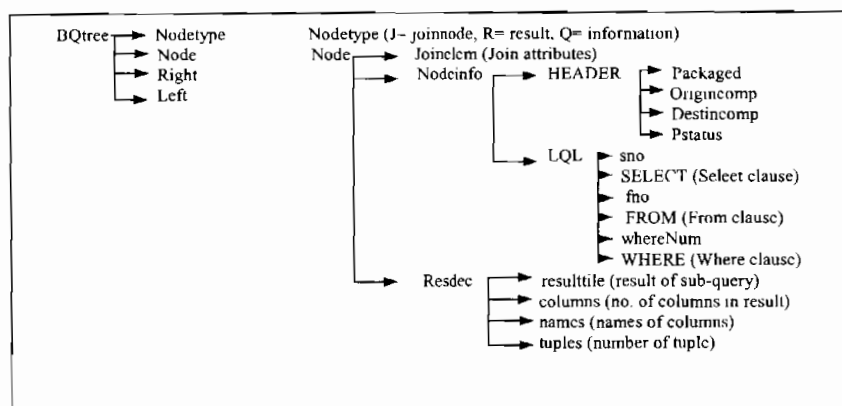 BQtree Nodetype
Node
Right
Left
Nodetype (J- joinnode, R= result, Q= information)
Node Joinclem (Join attributes)
Nodeinfo HEADER Packaged
Origincomp
Destincomp
Pstatus
LQL sno
SELECT (Select clause)
fno
FROM (From clause)
whereNum
WHERE (Where clause)
Resdec resultfile (result of sub-query)
columns (no. of columns in result)
names (names of columns)
tuples (number of tuple)